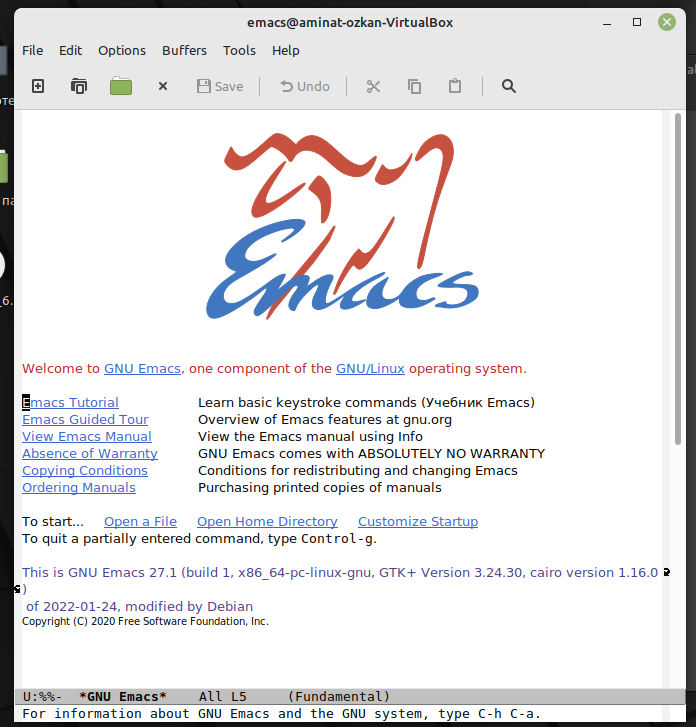 emacs@aminat-ozkan-VirtualBox
File Edit Options Buffers Tools Help
Save Undo
Emacs
Welcome to GNU Emacs, one component of the GNU/Linux operating system.
Emacs Tutorial Learn basic keystroke commands (Учебник Emacs)
Emacs Guided Tour Overview of Emacs features at gnu.org
View Emacs Manual View the Emacs manual using Info
Absence of Warranty GNU Emacs comes with ABSOLUTELY NO WARRANTY
Copying Conditions Conditions for redistributing and changing Emacs
Ordering Manuals Purchasing printed copies of manuals
To start... Open a File Open Home Directory Customize Startup
To quit a partially entered command, type Control-g.
This is GNU Emacs 27.1 (build 1, x86_64-pc-linux-gnu, GTK+ Version 3.24.30, cairo version 1.16.0
)
of 2022-01-24, modified by Debian
Copyright (C) 2020 Free Software Foundation, Inc.
U:%%- *GNU Emacs* All L5 (Fundamental)
For information about GNU Emacs and the GNU system, type C-h C-a.